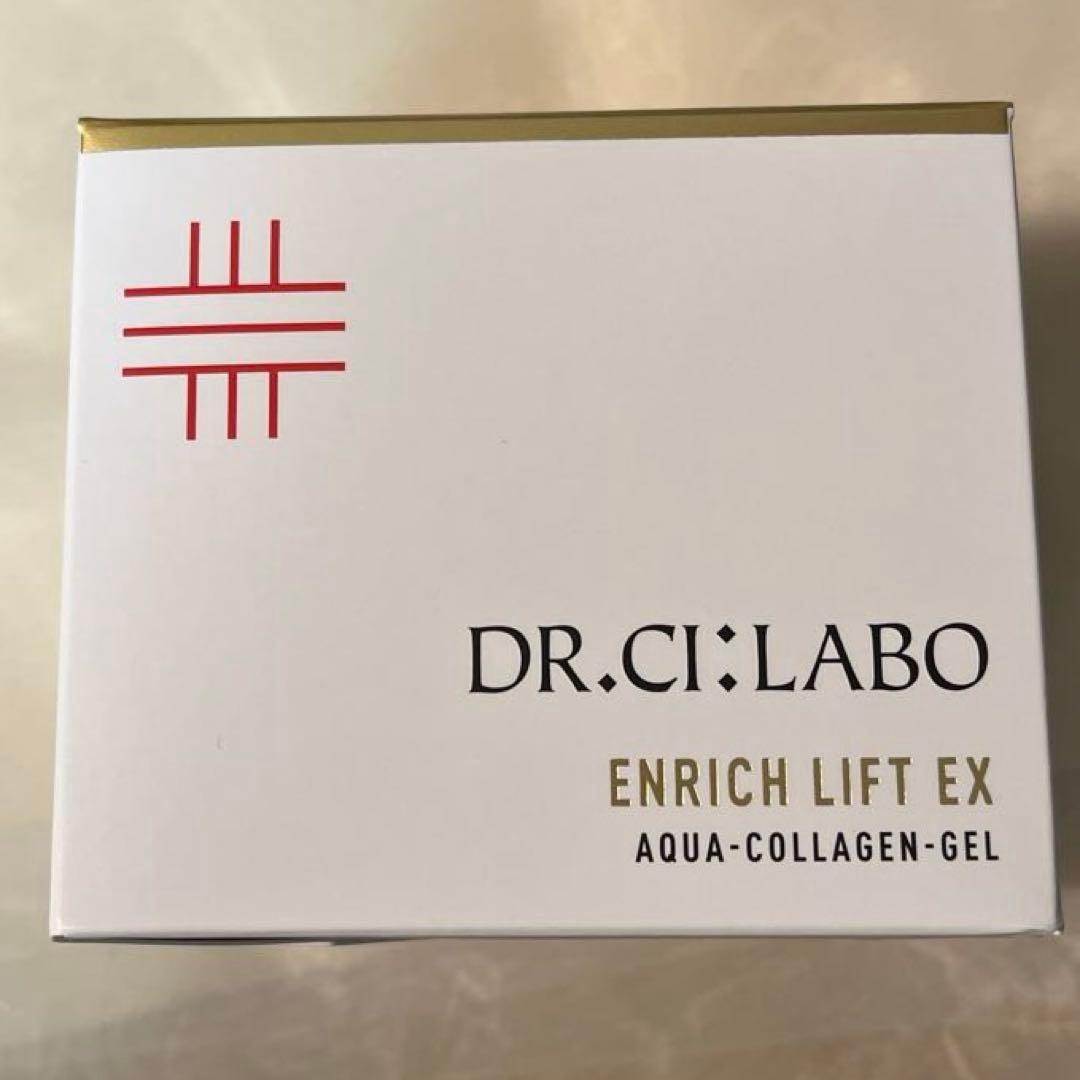 DR.CI:LABO
ENRICH LIFT EX
AQUA-COLLAGEN-GEL